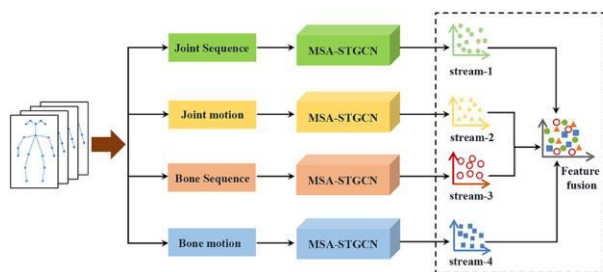 Joint Sequence
MSA-STGCN
stream-1
Joint motion
MSA-STGCN
stream-2
Bone Sequence
MSA-STGCN
stream-3
Bone motion
MSA-STGCN
stream-4
Feature
fusion